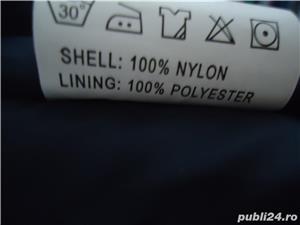 30°
SHELL: 100% NYLON
LINING: 100% POLYESTER
publi24.ro